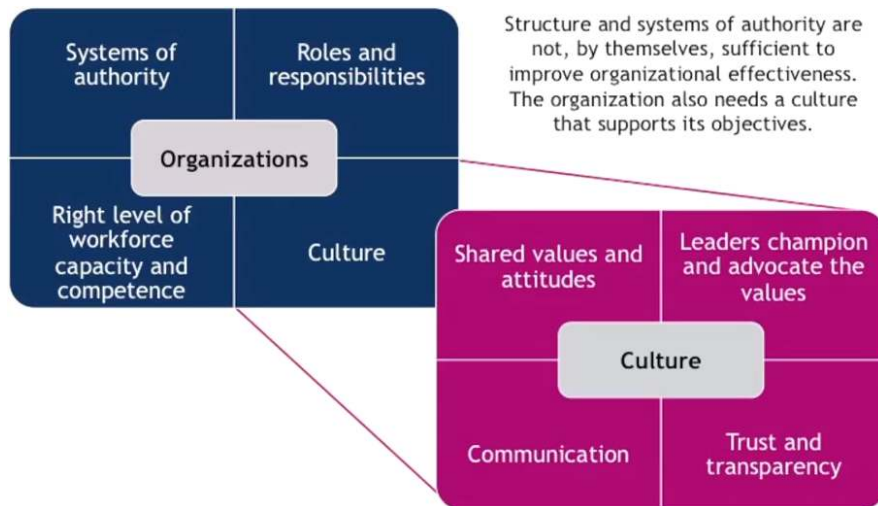 Systems of
authority
Roles and
responsibilities
Organizations
Right level of
workforce
capacity and
competence
Culture
Structure and systems of authority are
not, by themselves, sufficient to
improve organizational effectiveness.
The organization also needs a culture
that supports its objectives.
Shared values and
attitudes
Leaders champion
and advocate the
values
Culture
Communication
Trust and
transparency